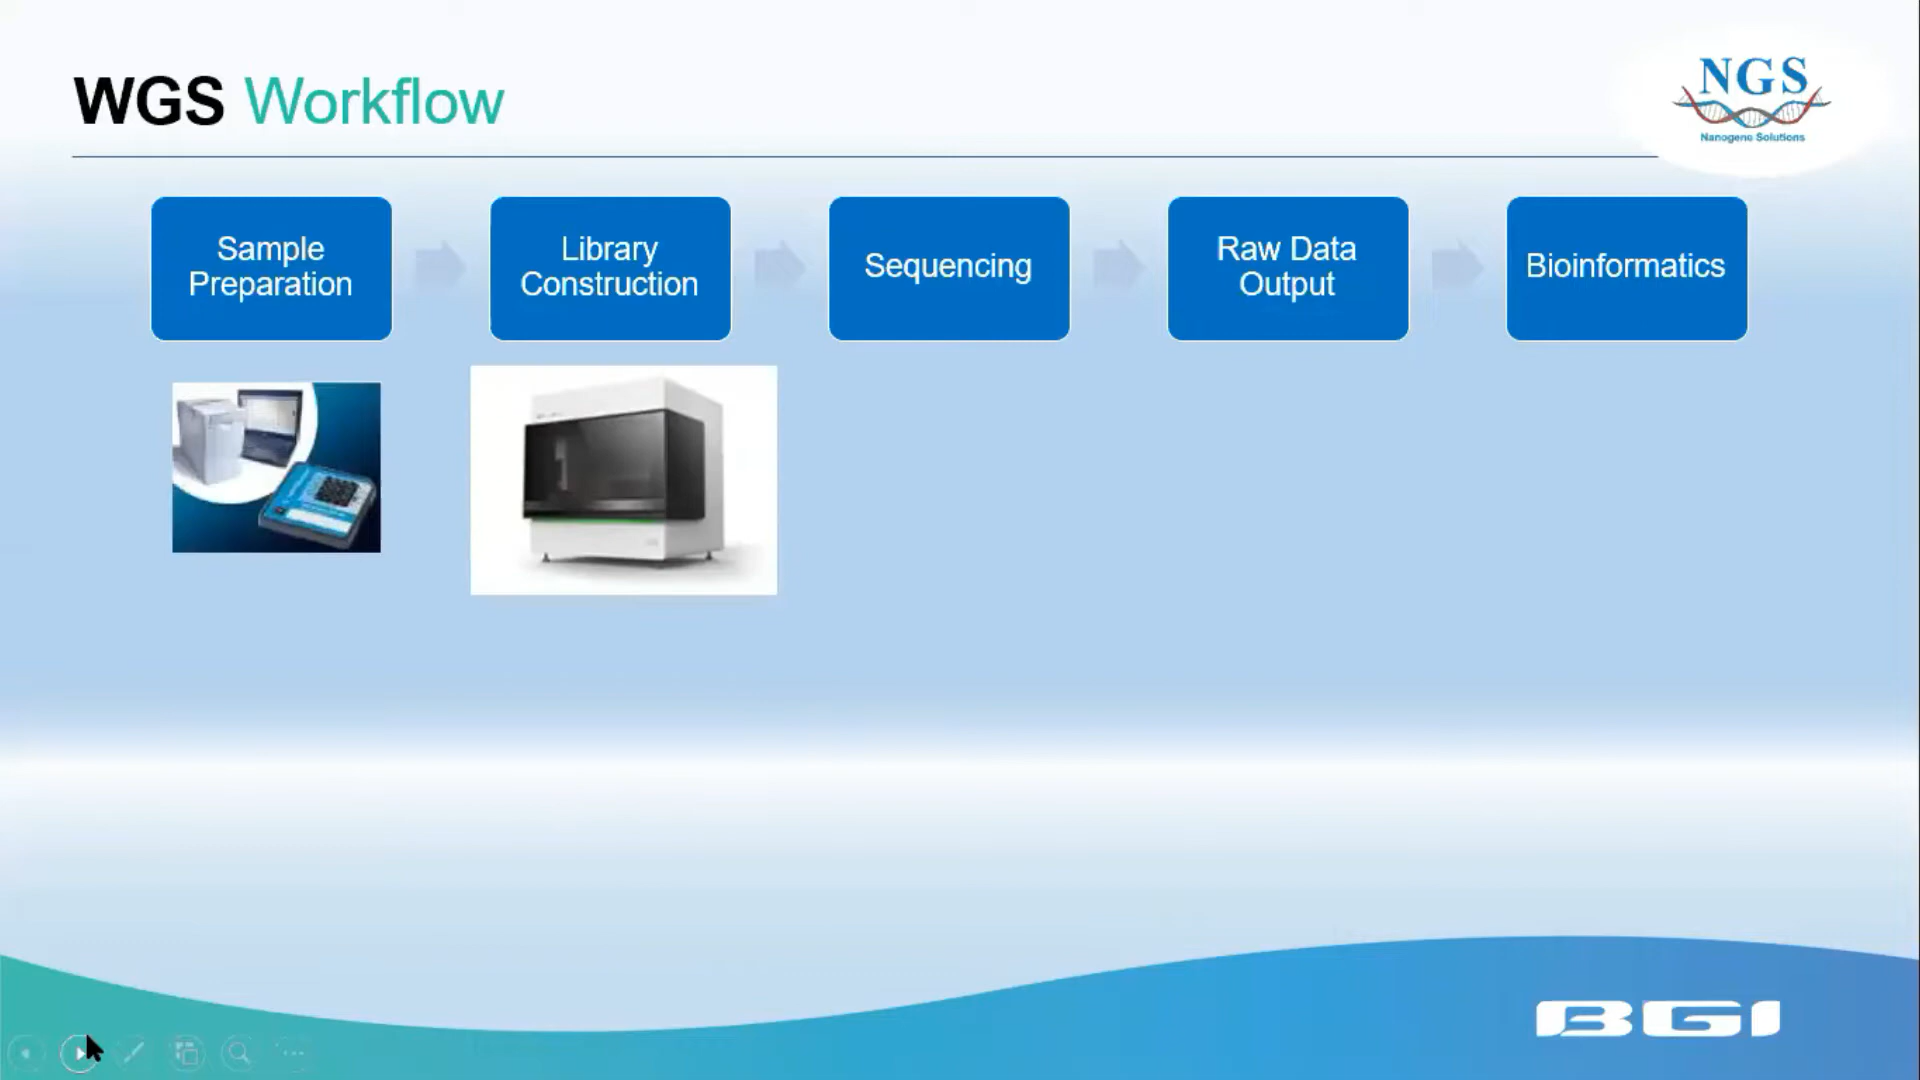 WGS Workflow
NGS
Nanogene Solutions
Sample
Preparation
Library
Construction
Sequencing
Raw Data
Output
Bioinformatics
BGI